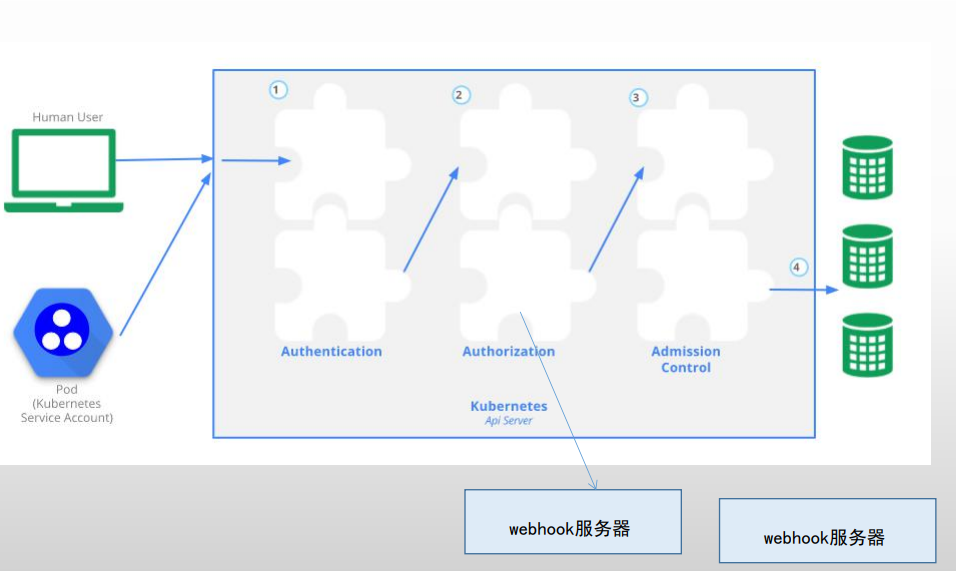 1
2
3
Human User
4
Authentication
Authorization
Admission
Control
Pod
(Kubernetes
Service Account)
Kubernetes
Api Server
webhook服务器
webhook服务器